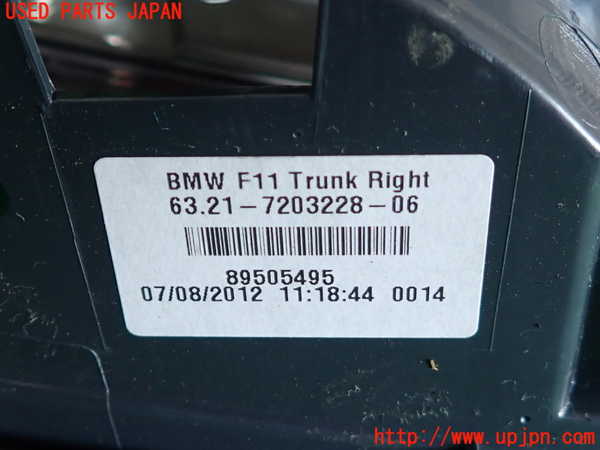 USED PARTS JAPAN
BMW F11 Trunk Right
63.21-7203228-06
89505495
07/08/2012 11:18:44 0014
http://www.upjpn.com/